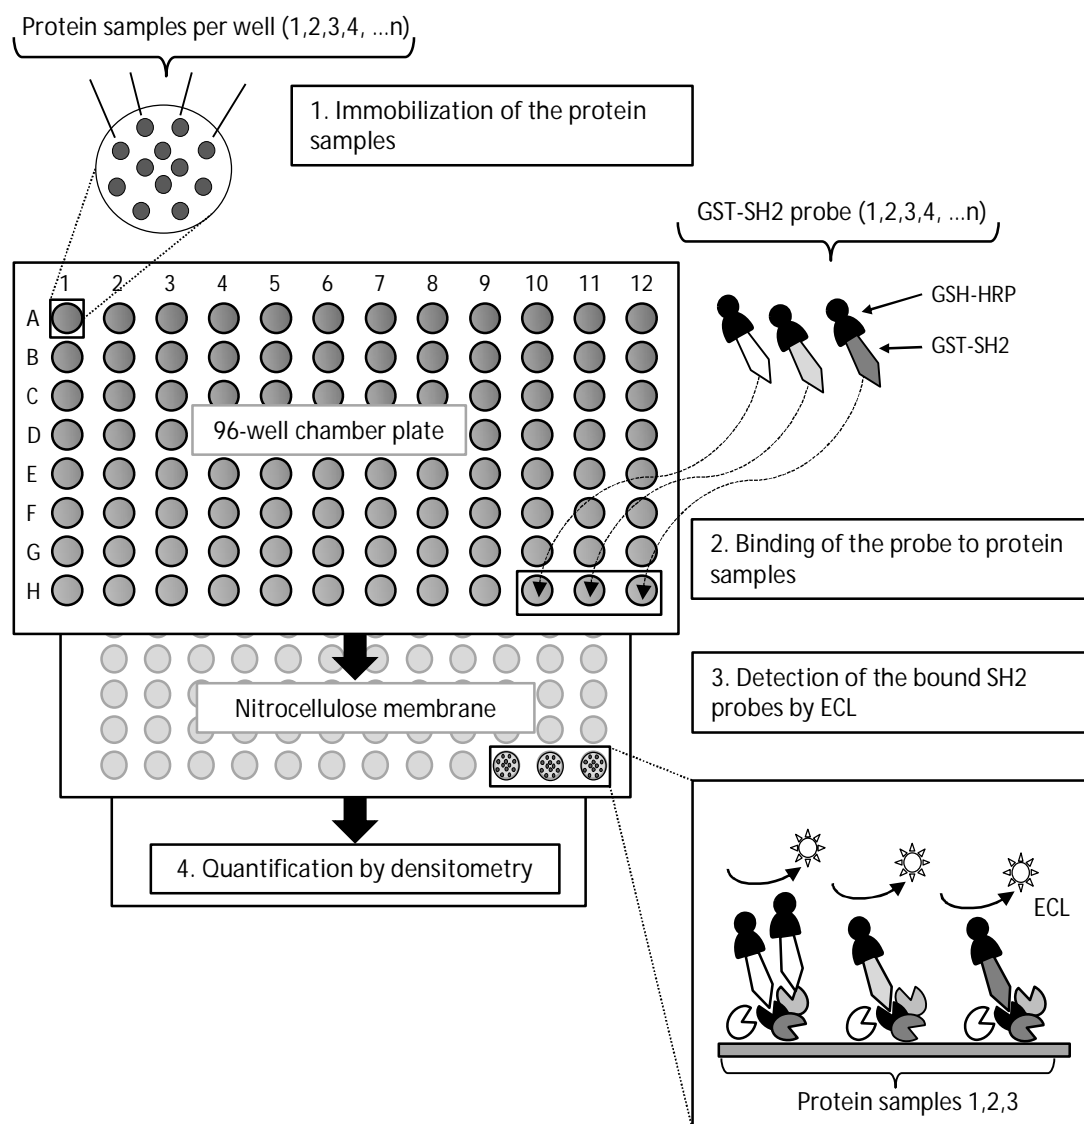 Protein samples per well (1,2,3,4, ...n)
1. Immobilization of the protein
samples
GST-SH2 probe (1,2,3,4, ...n)
GSH-HRP
GST-SH2
1 2 3 4 5 6 7 8 9 10 11 12
A
B
C
D
E
F
G
H
96-well chamber plate
2. Binding of the probe to protein
samples
3. Detection of the bound SH2
probes by ECL
Nitrocellulose membrane
4. Quantification by densitometry
ECL
Protein samples 1,2,3